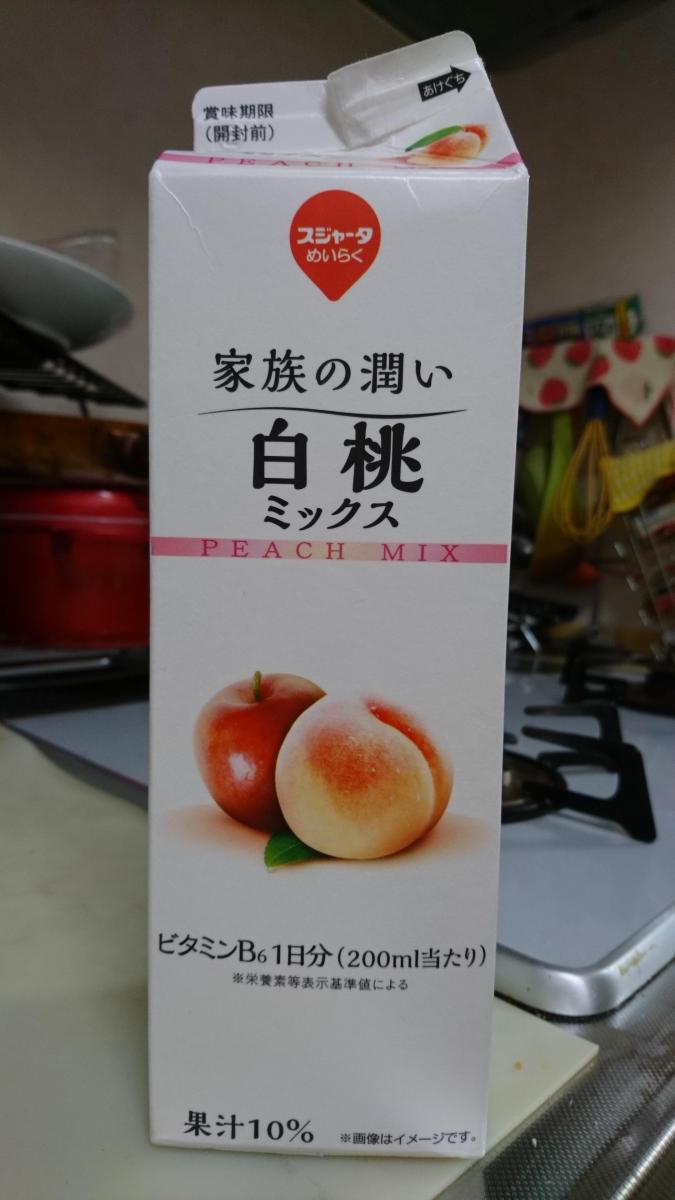 賞味期限
(開封前)
あけぐち
PEACH MIX
スジャータ
めいらく
家族の潤い
白桃
ミックス
PEACH MIX
ビタミンB₆1日分(200ml当たり)
※栄養素等表示基準値による
果汁10%
※画像はイメージです。